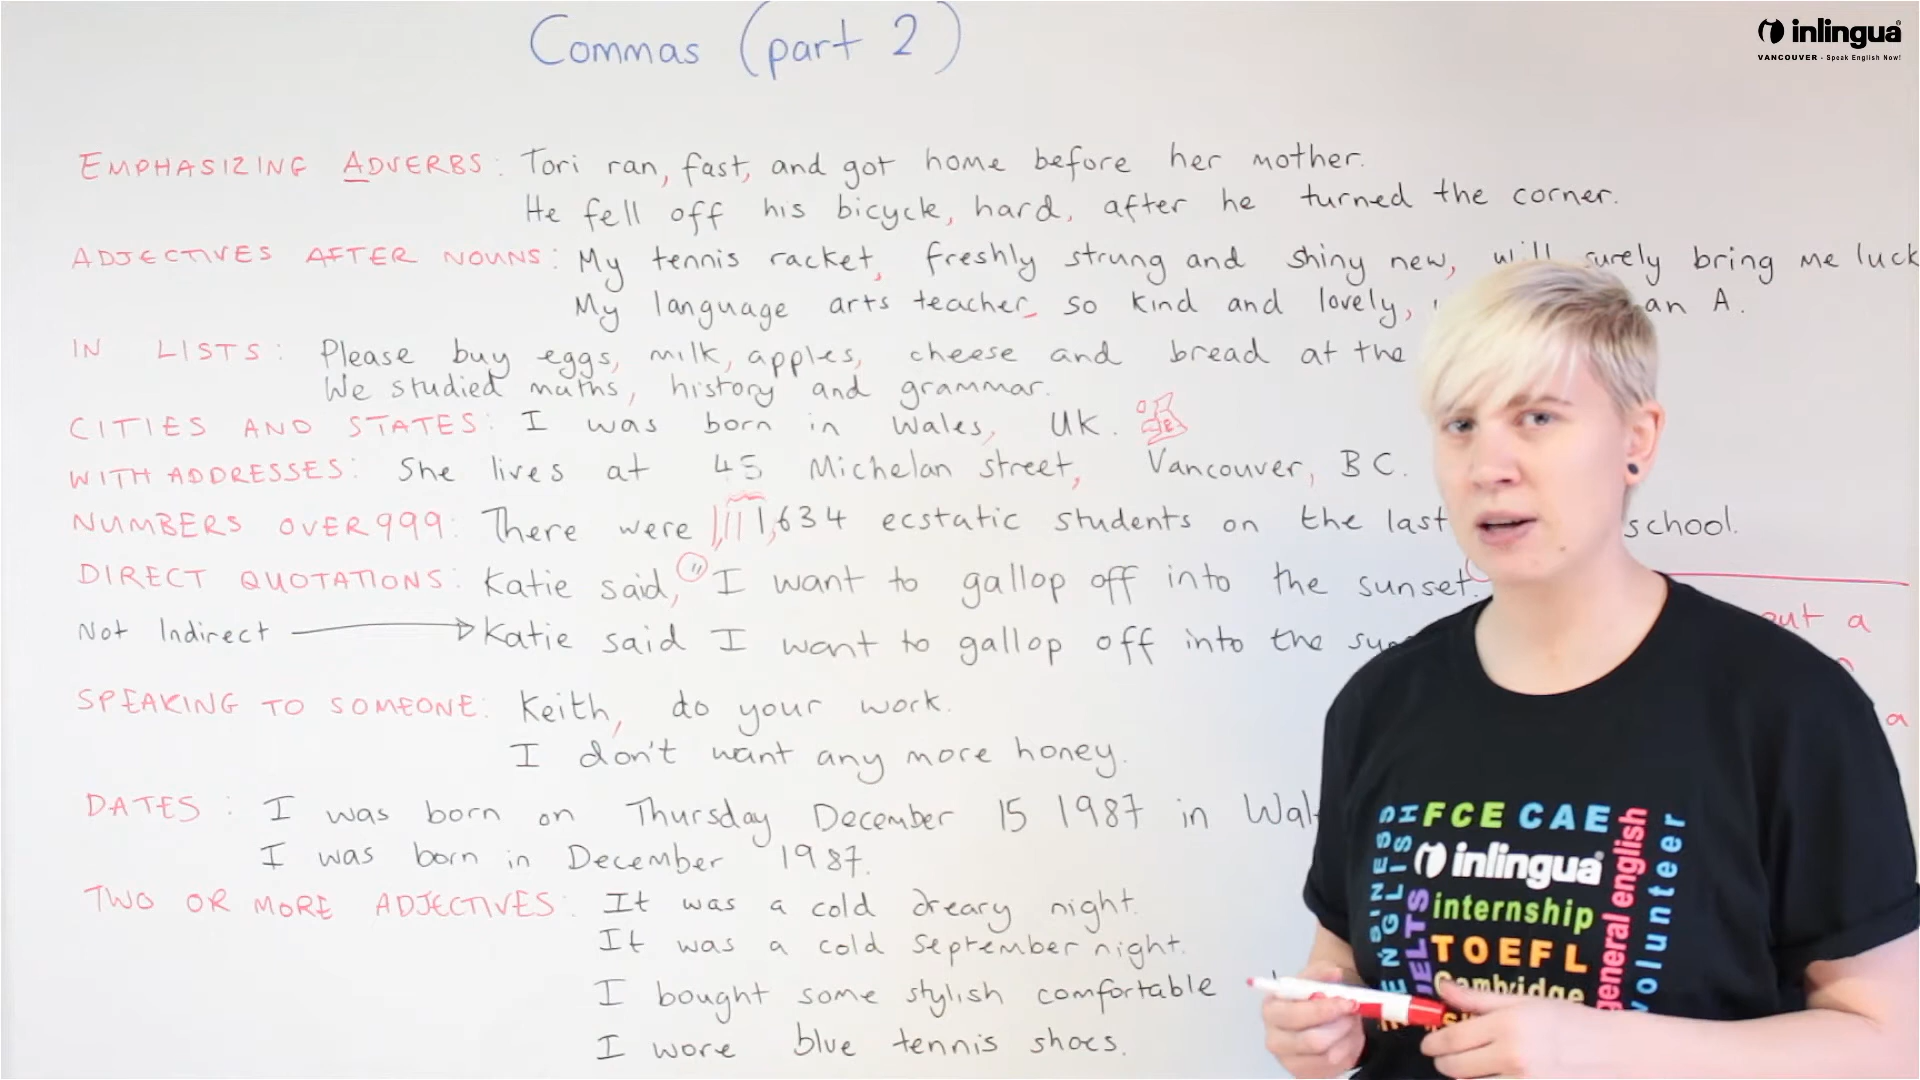 Commas (part 2)
inlingua®
VANCOUVER - Speak English Now!
EMPHASIZING ADVERBS: Tori ran, fast, and got home before her mother.
He fell off his bicycle, hard, after he turned the corner.
ADJECTIVES AFTER NOUNS: My tennis racket, freshly strung and shiny new, will surely bring me luck
My language arts teacher, so kind and lovely, an A.
IN LISTS: Please buy eggs, milk, apples, cheese and bread at the
We studied maths, history and grammar.
CITIES AND STATES: I was born in Wales, UK.
WITH ADDRESSES: She lives at 45 Michelan street, Vancouver, BC.
NUMBERS OVER 999: There were 1,111,634 ecstatic students on the last school.
DIRECT QUOTATIONS: Katie said, " I want to gallop off into the sunset.
Not Indirect → Katie said I want to gallop off into the
out a
a
SPEAKING TO SOMEONE: Keith, do your work.
I don't want any more honey.
DATES: I was born on Thursday December 15 1987 in
I was born in December 1987.
TWO OR MORE ADJECTIVES: It was a cold dreary night.
It was a cold September night.
I bought some stylish comfortable
I wore blue tennis shoes.
FCE CAE
inlingua
internship
TOEFL
Cambridge
BUSINESS
ENGLISH
IELTS
general english
volunteer